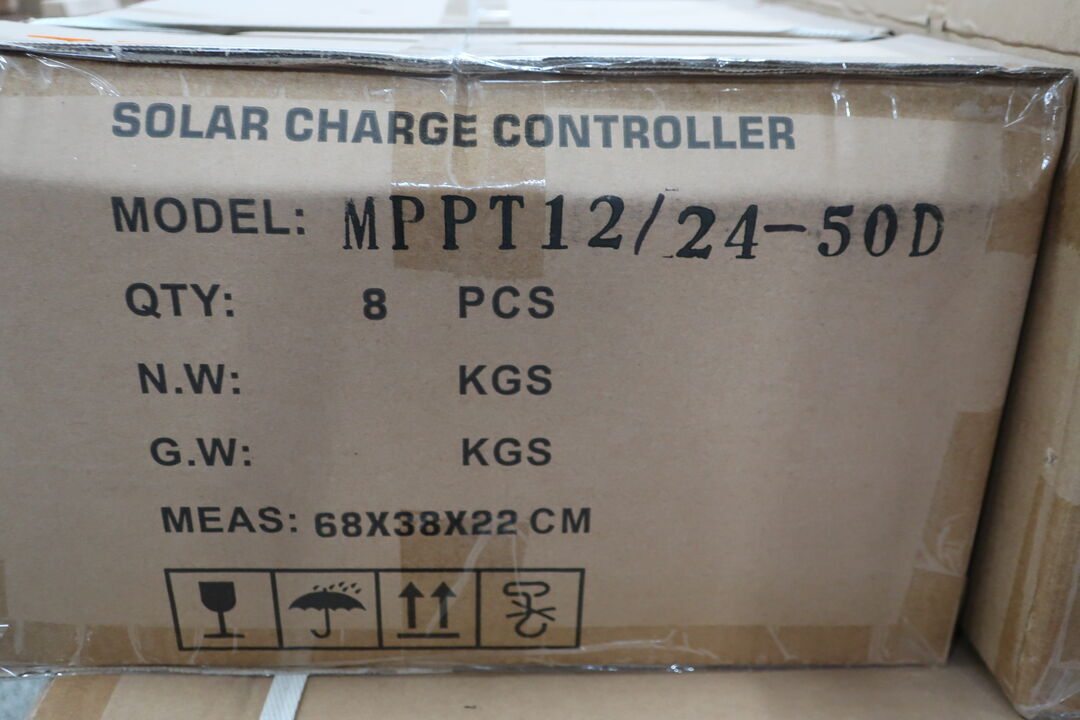 SOLAR CHARGE CONTROLLER
MODEL: MPPT12/24-50D
QTY: 8 PCS
N.W: KGS
G.W: KGS
MEAS: 68X38X22 CM